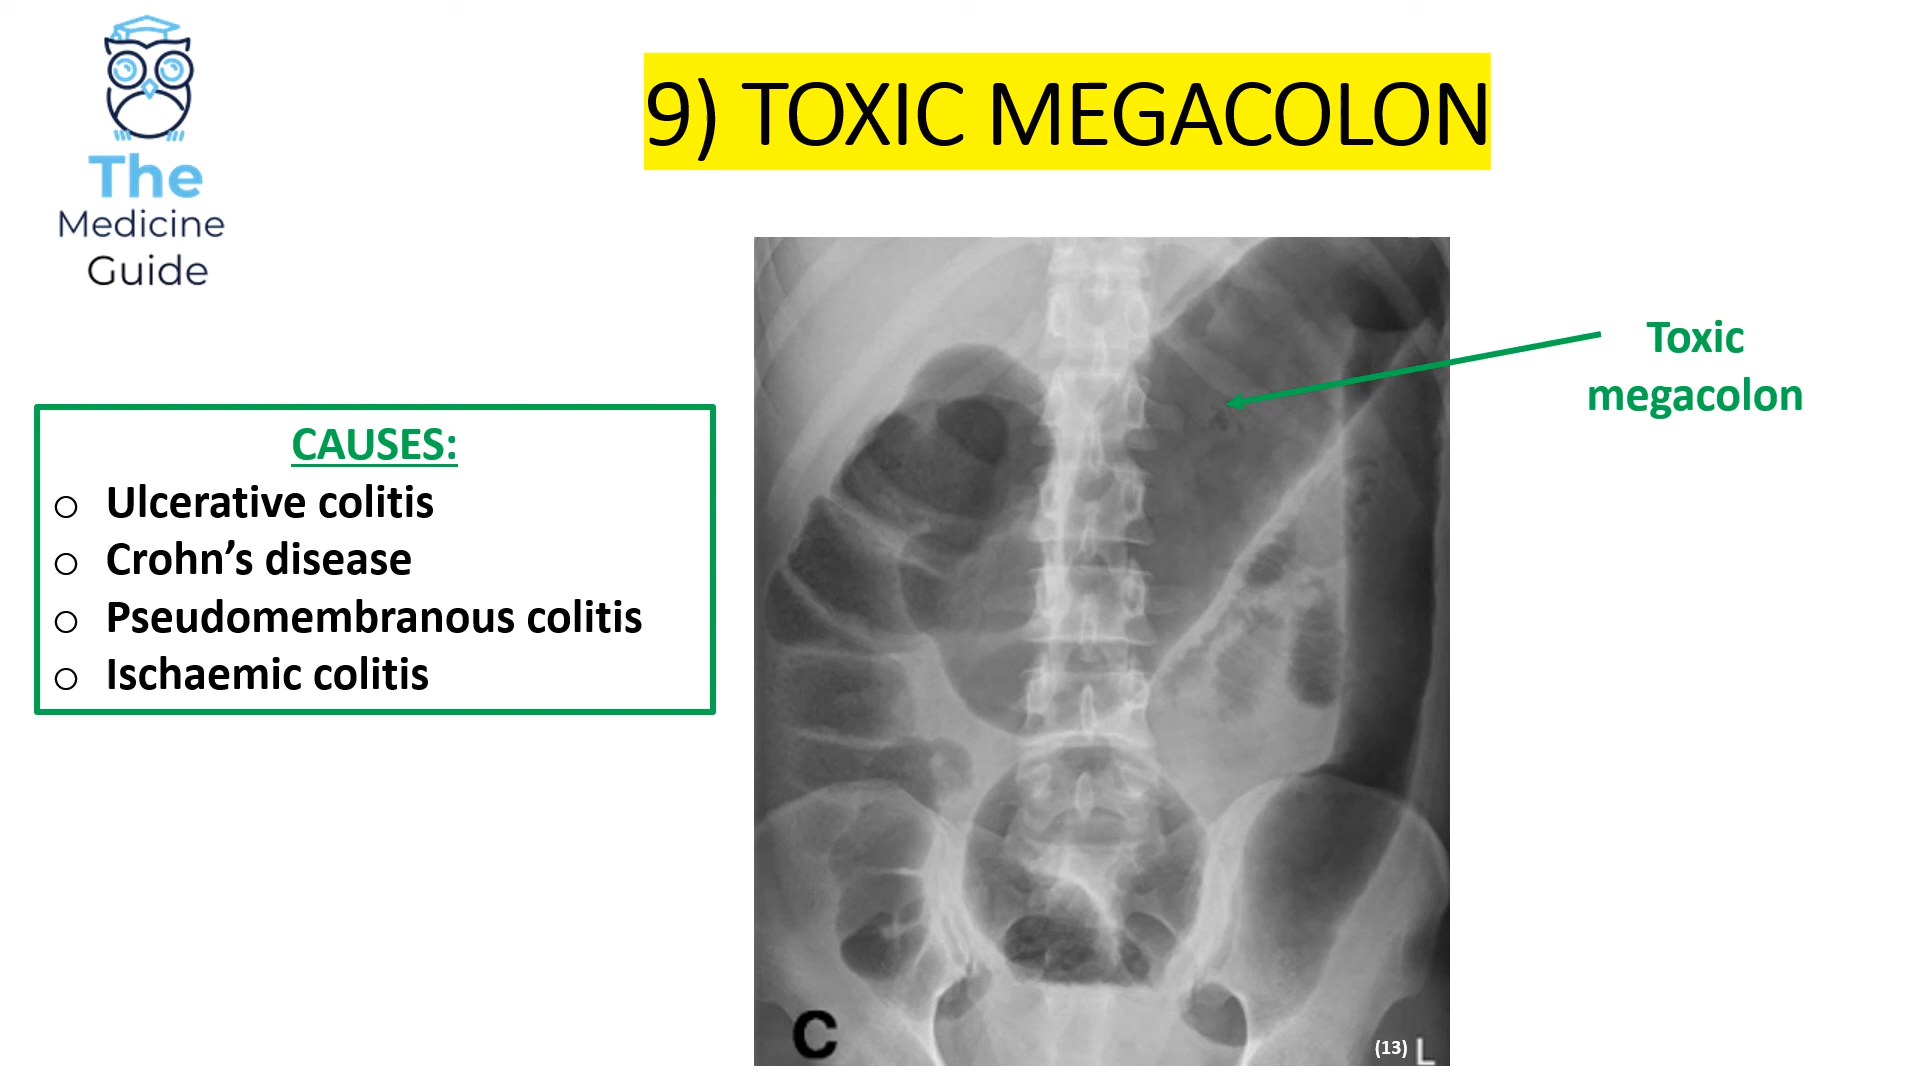 The
Medicine
Guide
9) TOXIC MEGACOLON
CAUSES:
o Ulcerative colitis
o Crohn’s disease
o Pseudomembranous colitis
o Ischaemic colitis
Toxic
megacolon
C
(13) L